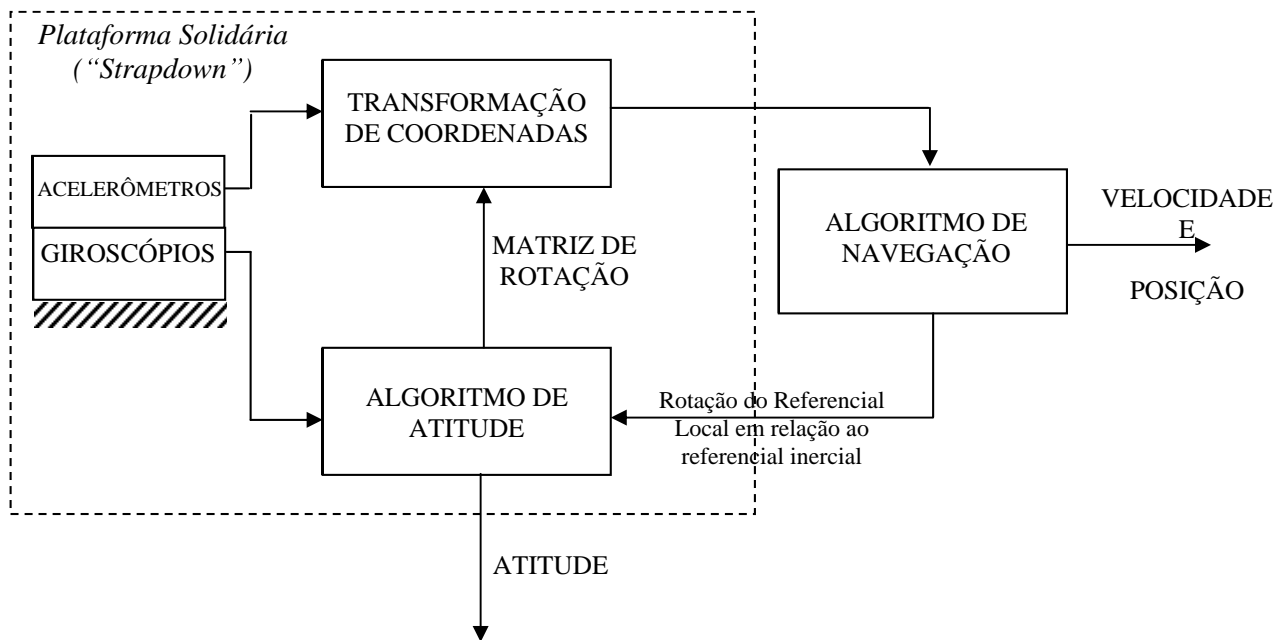 Plataforma Solidária
(“Strapdown”)
TRANSFORMAÇÃO
DE COORDENADAS
ACELERÔMETROS
GIROSCÓPIOS
MATRIZ DE
ROTAÇÃO
ALGORITMO DE
NAVEGAÇÃO
VELOCIDADE
E
POSIÇÃO
ALGORITMO DE
ATITUDE
Rotação do Referencial
Local em relação ao
referencial inercial
ATITUDE